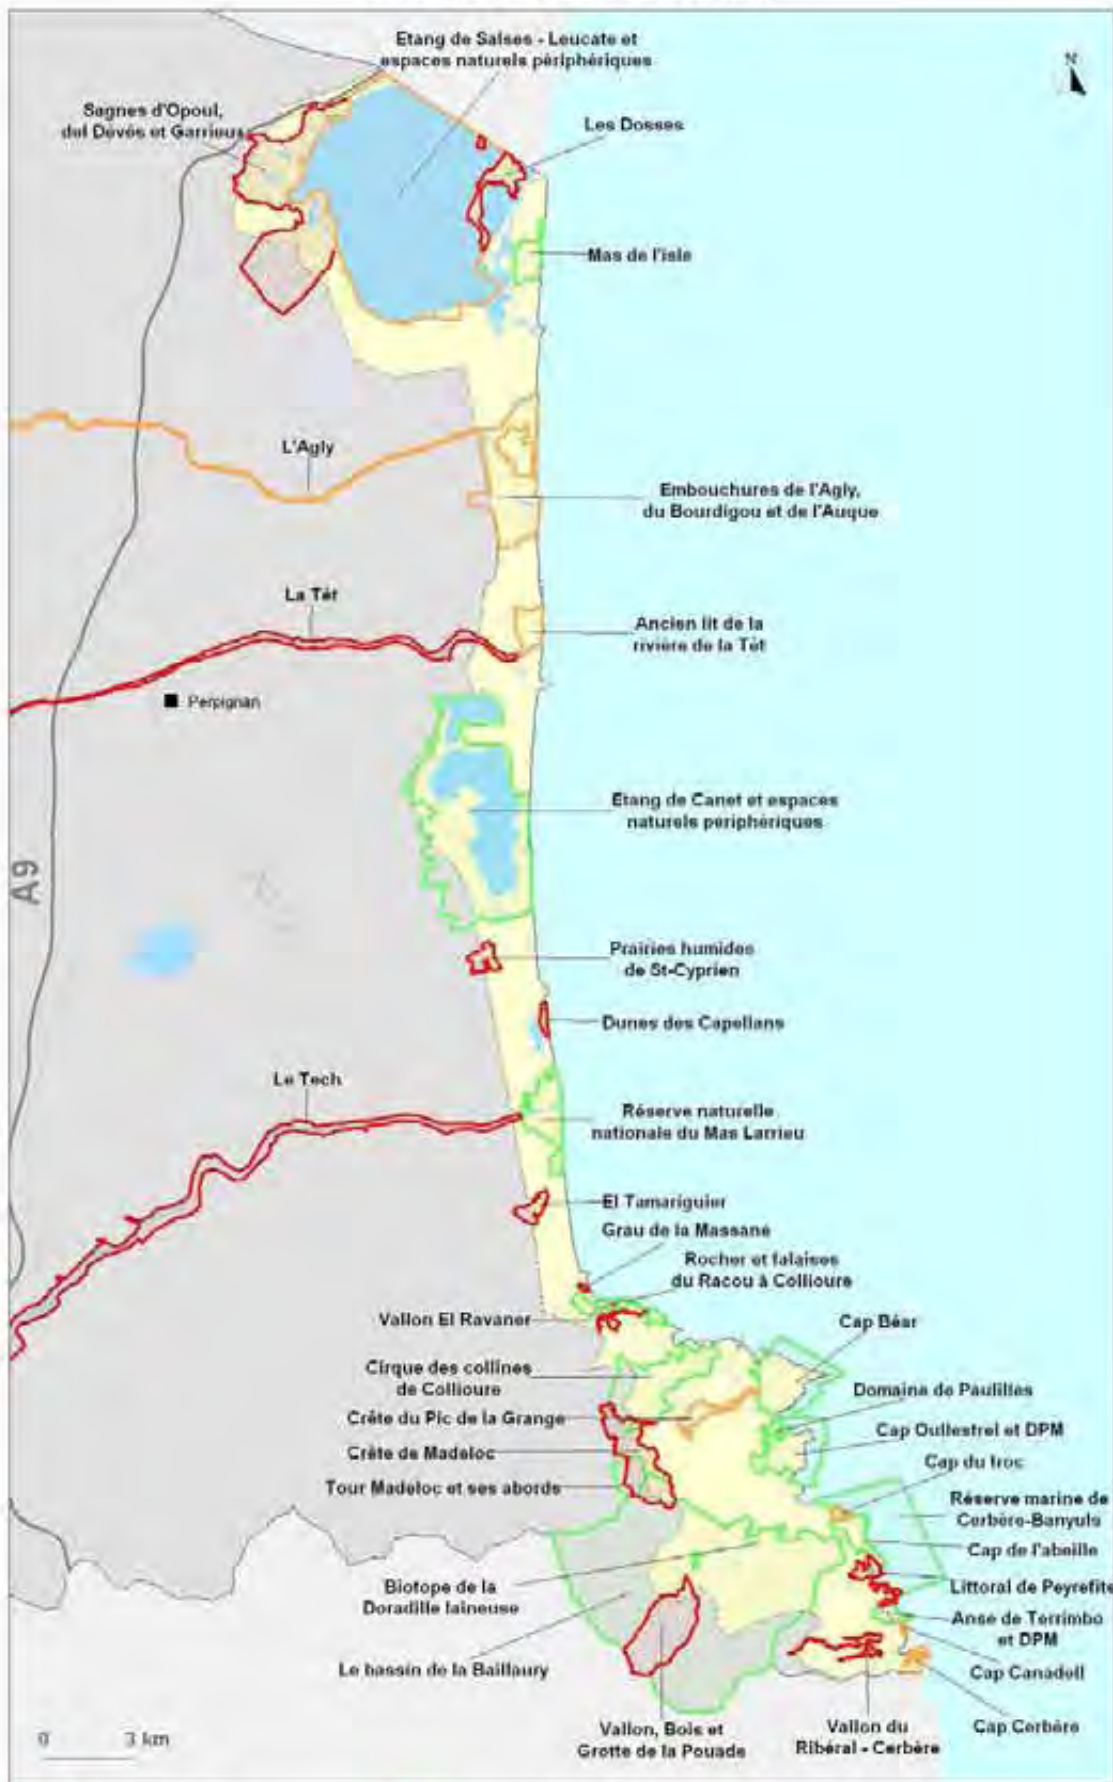 Etang de Salses - Leucate et
espaces naturels périphériques
N
Sagnes d'Opoul,
del Dévès et Garrieux
Les Dosses
Mas de l'isle
L'Agly
Embouchures de l'Agly,
du Bourdigou et de l'Auque
La Têt
Ancien lit de la
rivière de la Têt
Perpignan
Etang de Canet et espaces
naturels periphériques
A9
Prairies humides
de St-Cyprien
Dunes des Capellans
Le Tech
Réserve naturelle
nationale du Mas Larrieu
El Tamariguier
Grau de la Massane
Rocher et falaises
du Racou à Collioure
Vallon El Ravaner
Cap Béar
Cirque des collines
de Collioure
Domaine de Paulilles
Crête du Pic de la Grange
Cap Oullestrel et DPM
Crête de Madeloc
Cap du troc
Tour Madeloc et ses abords
Réserve marine de
Cerbère-Banyuls
Cap de l'abeille
Biotope de la
Doradille laineuse
Littoral de Peyrefite
Anse de Terrimbo
et DPM
Le bassin de la Baillaury
Cap Canadell
Vallon, Bois et
Grotte de la Pouade
Vallon du
Ribéral - Cerbère
Cap Cerbère
0 3 km